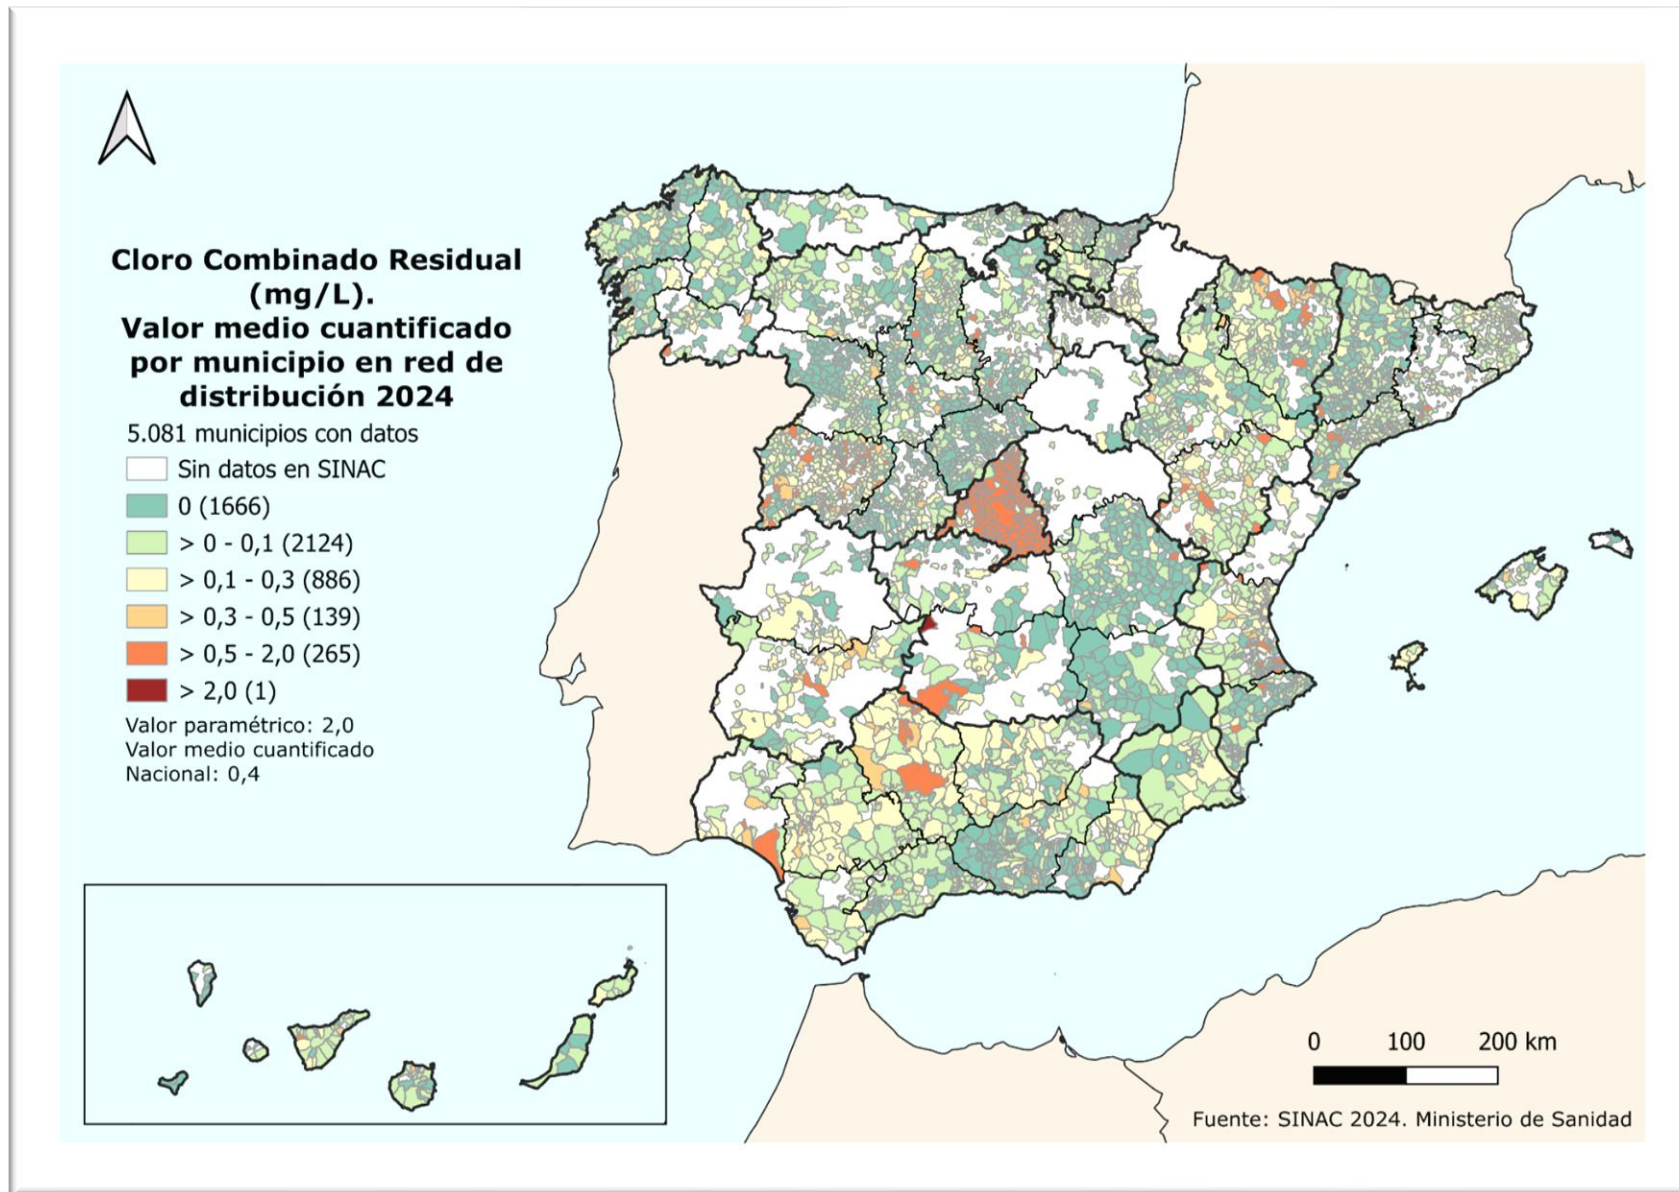 Cloro Combinado Residual
(mg/L).
Valor medio cuantificado
por municipio en red de
distribución 2024
5.081 municipios con datos
Sin datos en SINAC
0 (1666)
> 0 - 0,1 (2124)
> 0,1 - 0,3 (886)
> 0,3 - 0,5 (139)
> 0,5 - 2,0 (265)
> 2,0 (1)
Valor paramétrico: 2,0
Valor medio cuantificado
Nacional: 0,4
0 100 200 km
Fuente: SINAC 2024. Ministerio de Sanidad